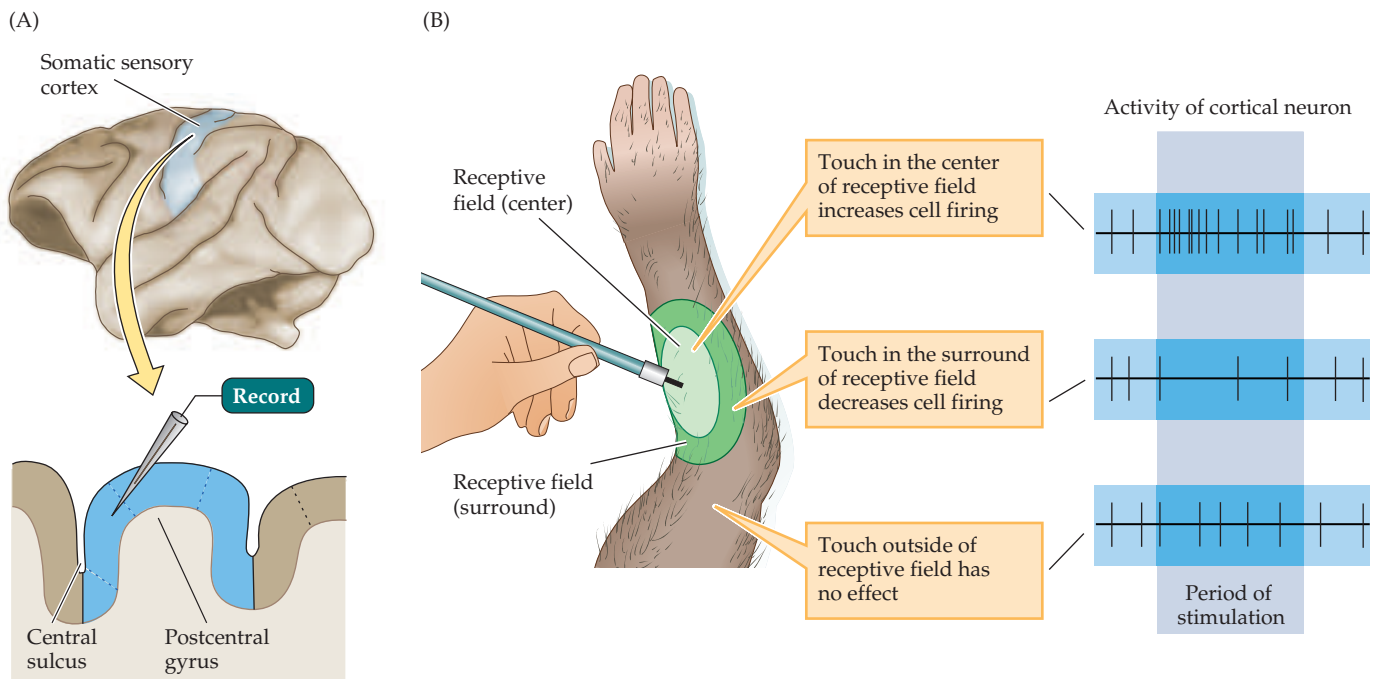 (A)
Somatic sensory
cortex
Record
Central
sulcus
Postcentral
gyrus
(B)
Receptive
field (center)
Receptive field
(surround)
Touch in the center
of receptive field
increases cell firing
Touch in the surround
of receptive field
decreases cell firing
Touch outside of
receptive field has
no effect
Activity of cortical neuron
Period of
stimulation